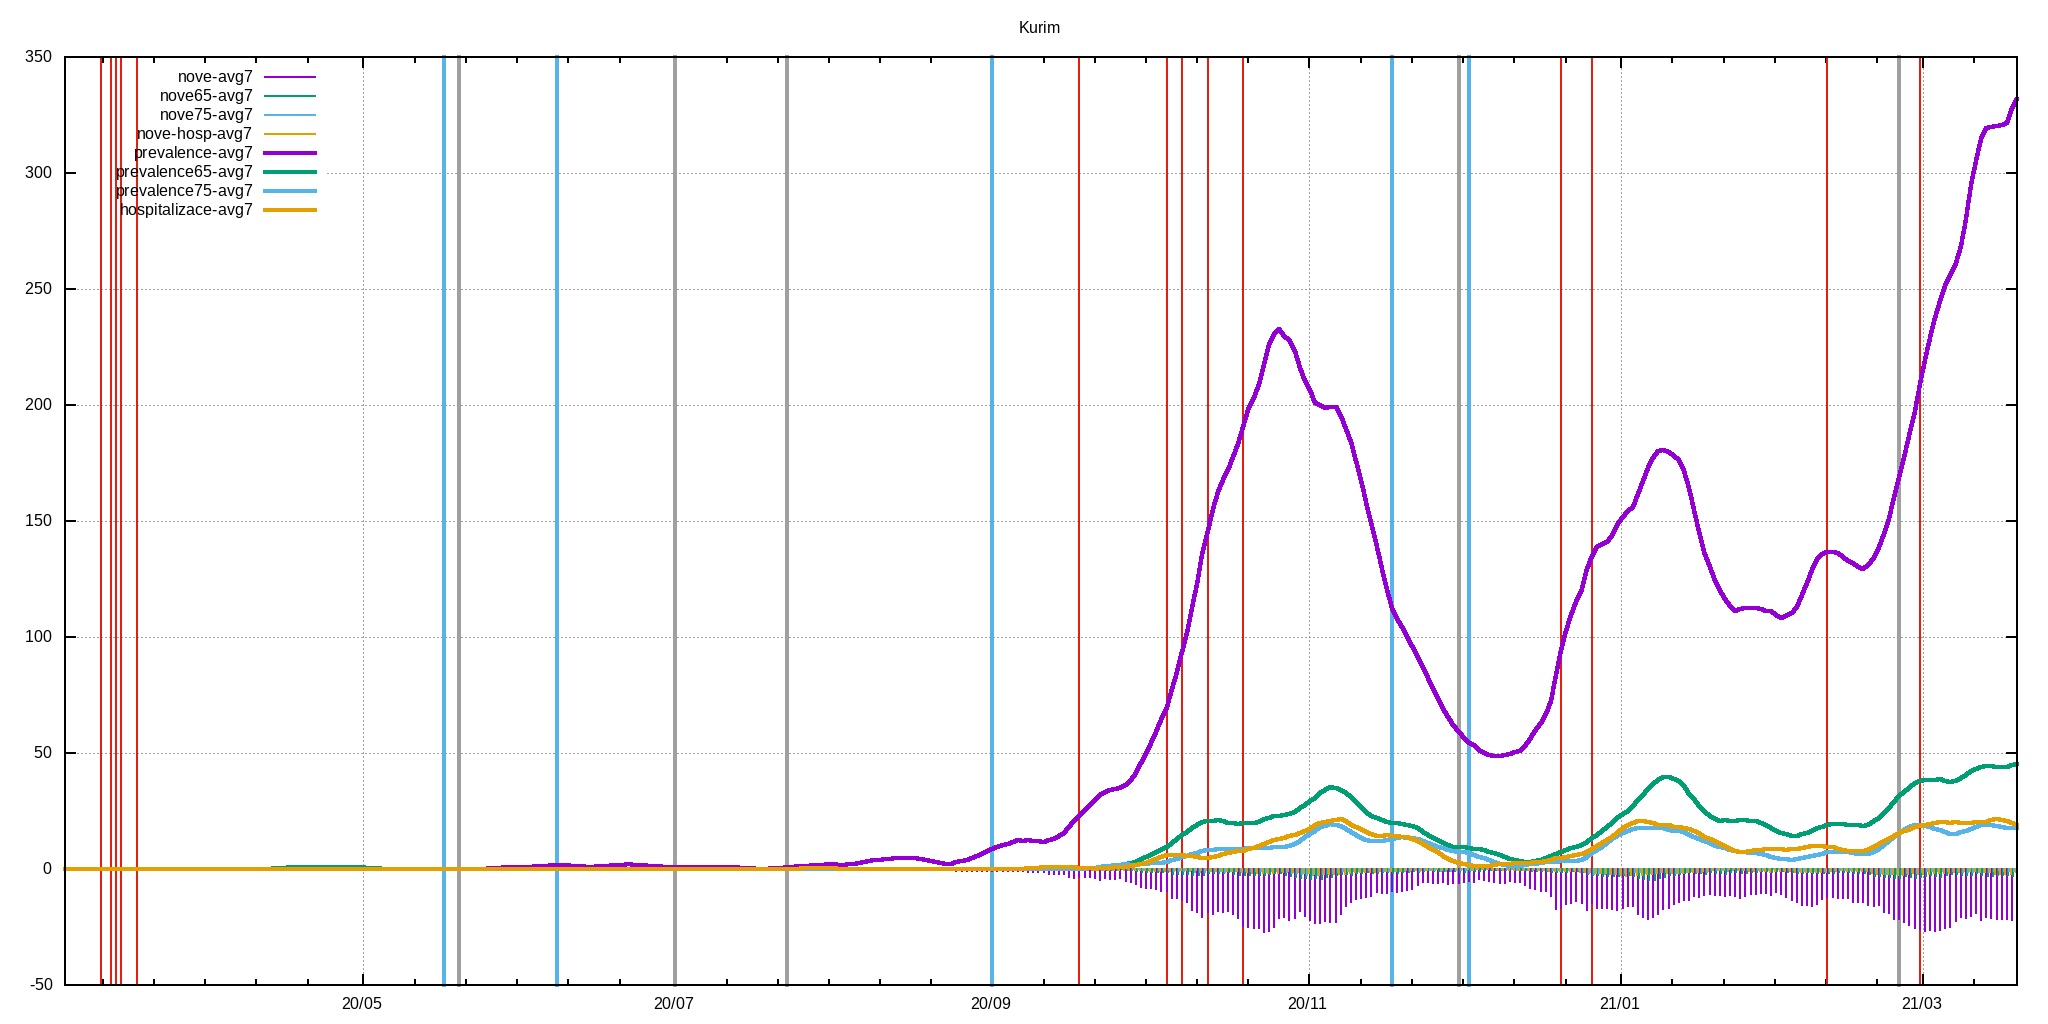 Kurim
350
300
250
200
150
100
50
0
-50
nove-avg7
nove65-avg7
nove75-avg7
nove-hosp-avg7
prevalence-avg7
prevalence65-avg7
prevalence75-avg7
hospitalizace-avg7
20/05 20/07 20/09 20/11 21/01 21/03